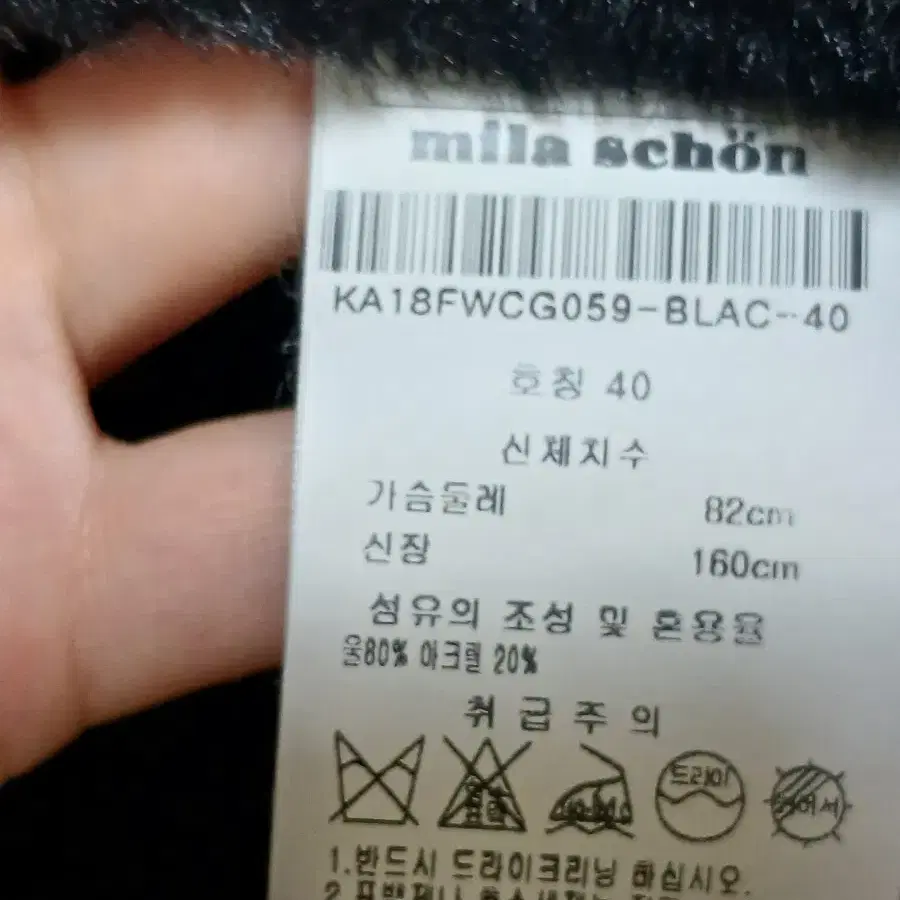 mila schön
KA18FWCG059-BLAC-40
호칭 40
신체치수
가슴둘레 82cm
신장 160cm
섬유의 조성 및 혼용율
울80% 아크릴 20%
취급주의
드라이
1.반드시 드라이크리닝 하십시오.
2.